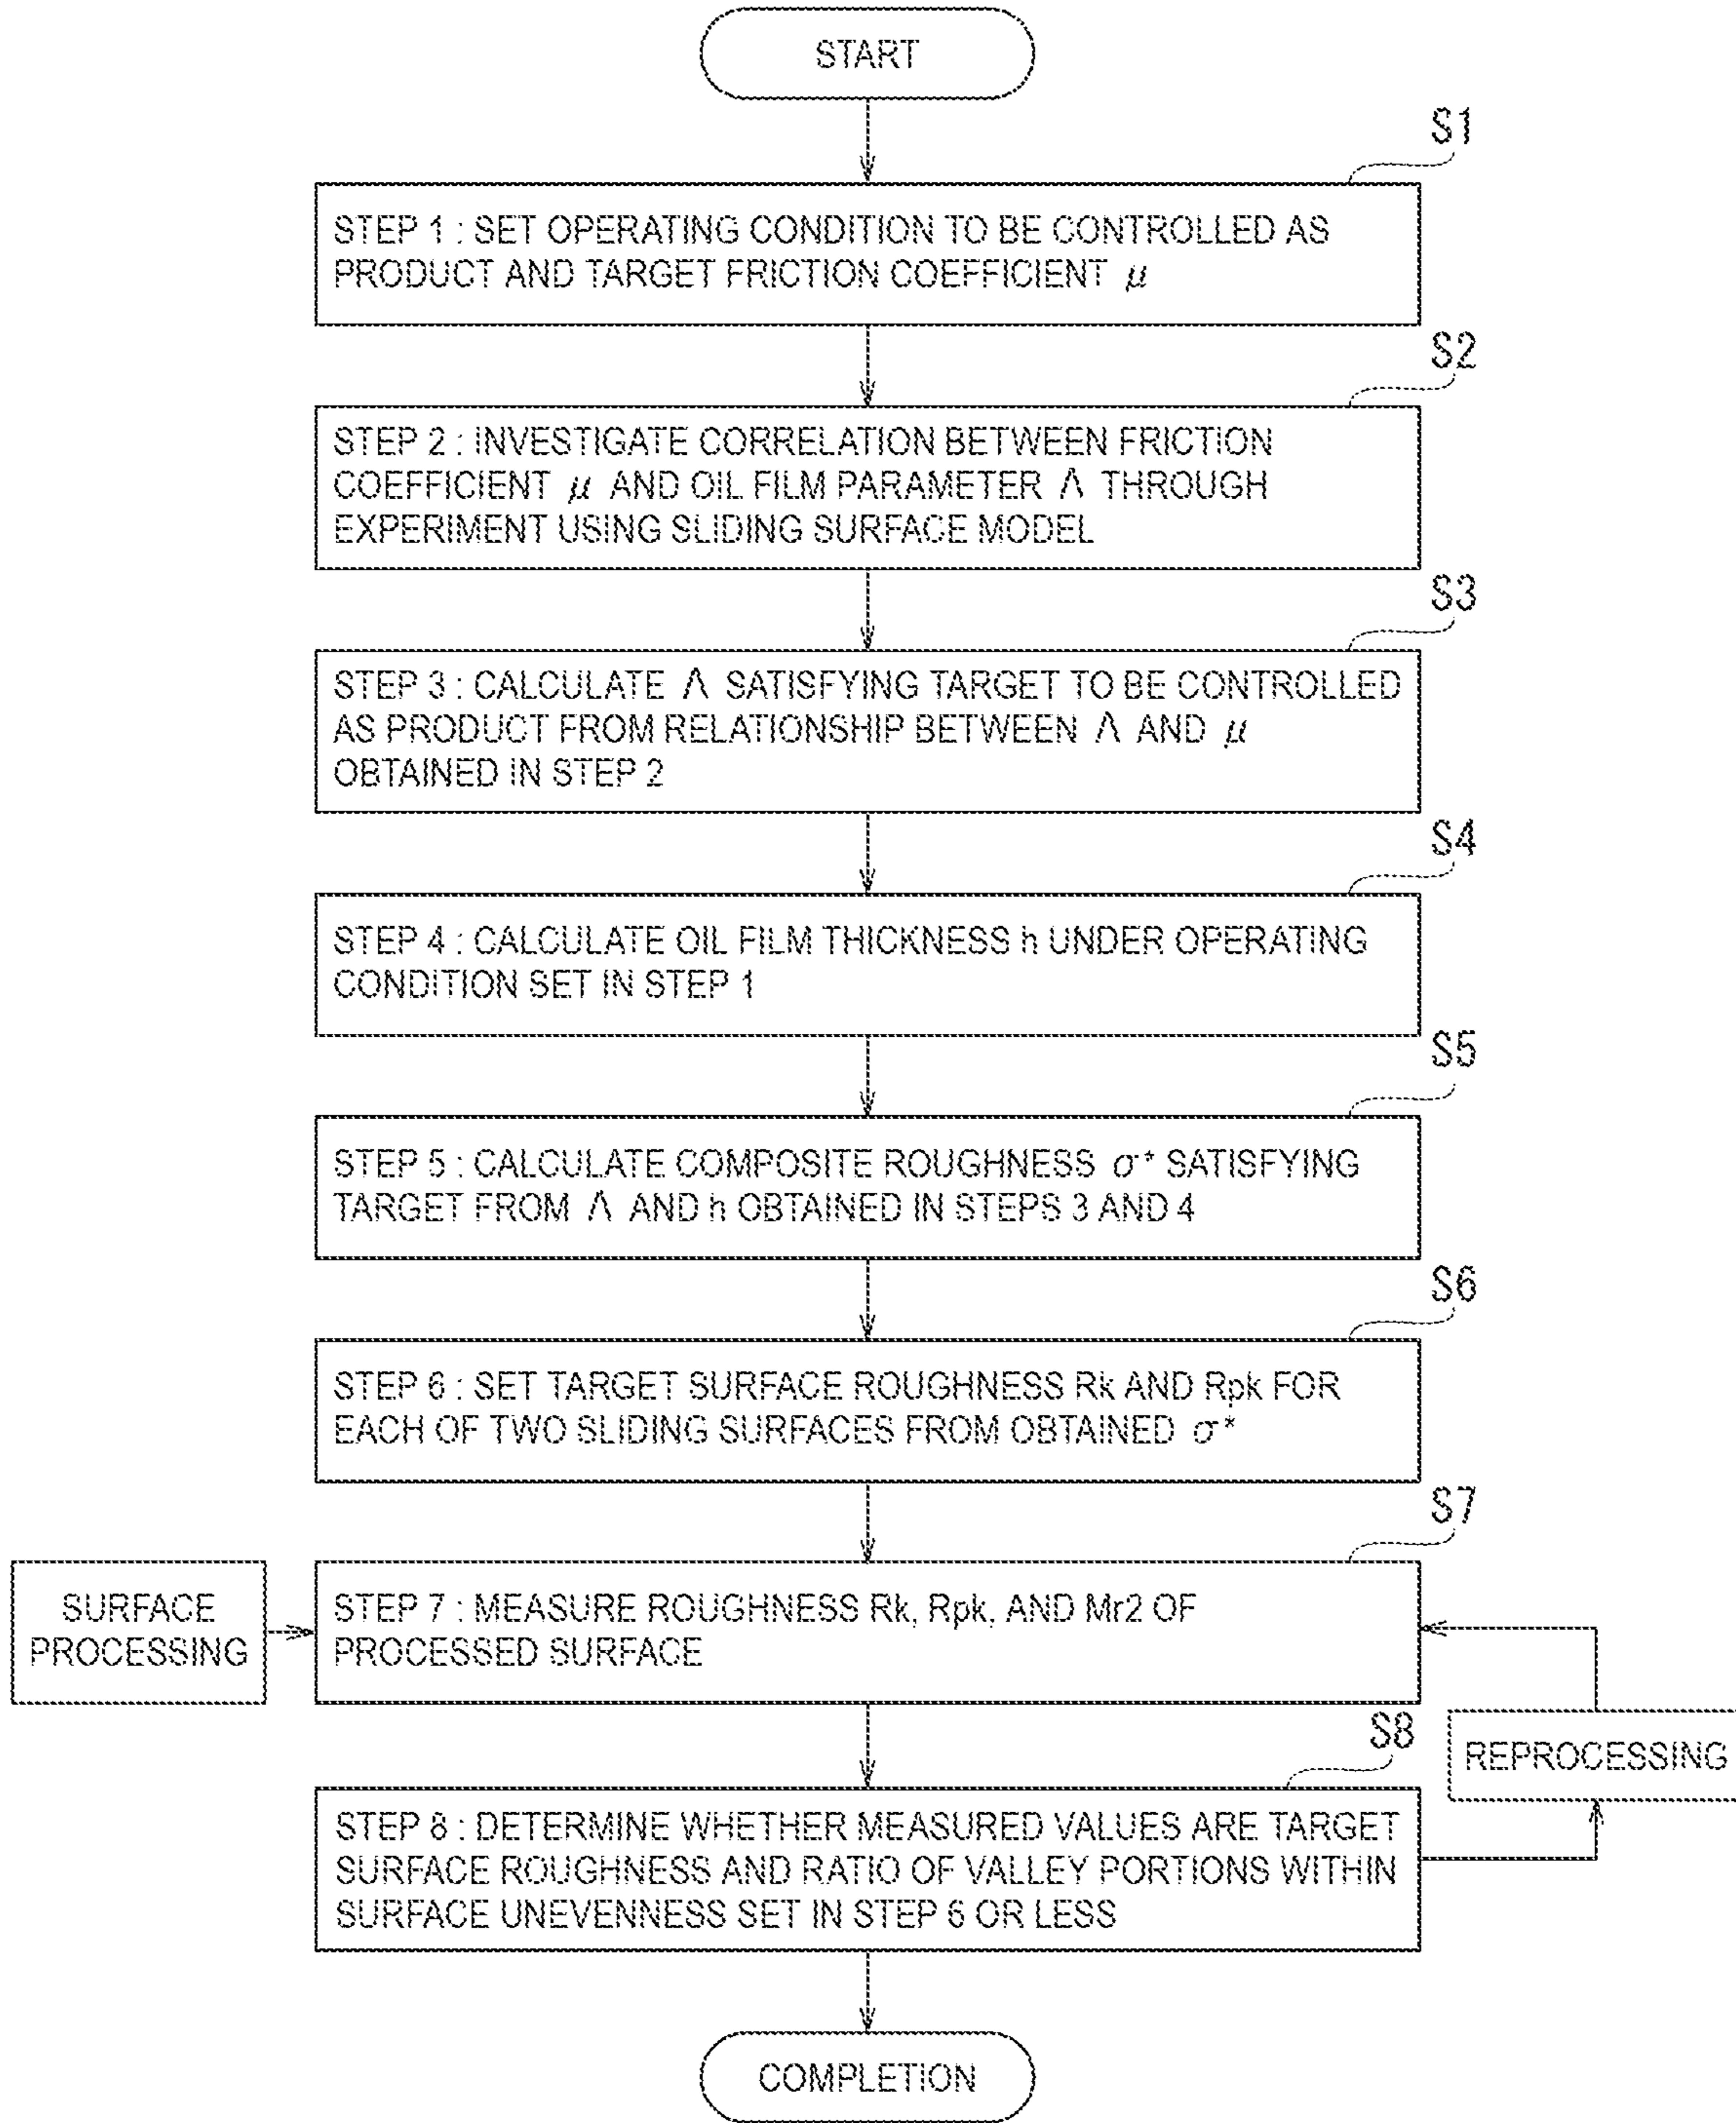 START
S1
STEP 1 : SET OPERATING CONDITION TO BE CONTROLLED AS
PRODUCT AND TARGET FRICTION COEFFICIENT μ
S2
STEP 2 : INVESTIGATE CORRELATION BETWEEN FRICTION
COEFFICIENT μ AND OIL FILM PARAMETER Λ THROUGH
EXPERIMENT USING SLIDING SURFACE MODEL
S3
STEP 3 : CALCULATE Λ SATISFYING TARGET TO BE CONTROLLED
AS PRODUCT FROM RELATIONSHIP BETWEEN Λ AND μ
OBTAINED IN STEP 2
S4
STEP 4 : CALCULATE OIL FILM THICKNESS h UNDER OPERATING
CONDITION SET IN STEP 1
S5
STEP 5 : CALCULATE COMPOSITE ROUGHNESS σ* SATISFYING
TARGET FROM Λ AND h OBTAINED IN STEPS 3 AND 4
S6
STEP 6 : SET TARGET SURFACE ROUGHNESS Rk AND Rpk FOR
EACH OF TWO SLIDING SURFACES FROM OBTAINED σ*
S7
SURFACE
PROCESSING
STEP 7 : MEASURE ROUGHNESS Rk, Rpk, AND Mr2 OF
PROCESSED SURFACE
S8
REPROCESSING
STEP 8 : DETERMINE WHETHER MEASURED VALUES ARE TARGET
SURFACE ROUGHNESS AND RATIO OF VALLEY PORTIONS WITHIN
SURFACE UNEVENNESS SET IN STEP 6 OR LESS
COMPLETION